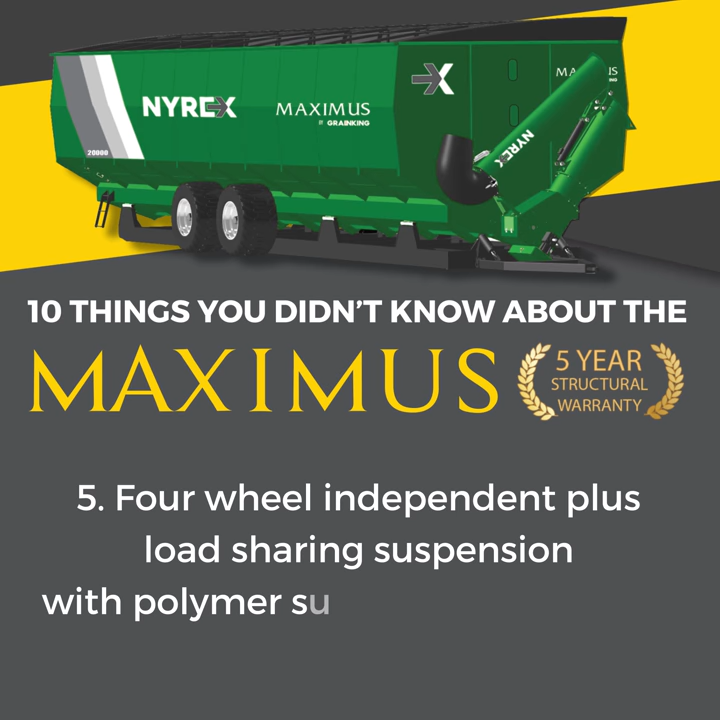 NYREX
MAXIMUS
BY GRAINKING
20000
X
MAXIMUS
NYREX
10 THINGS YOU DIDN'T KNOW ABOUT THE
MAXIMUS
5 YEAR
STRUCTURAL
WARRANTY
5. Four wheel independent plus
load sharing suspension
with polymer su